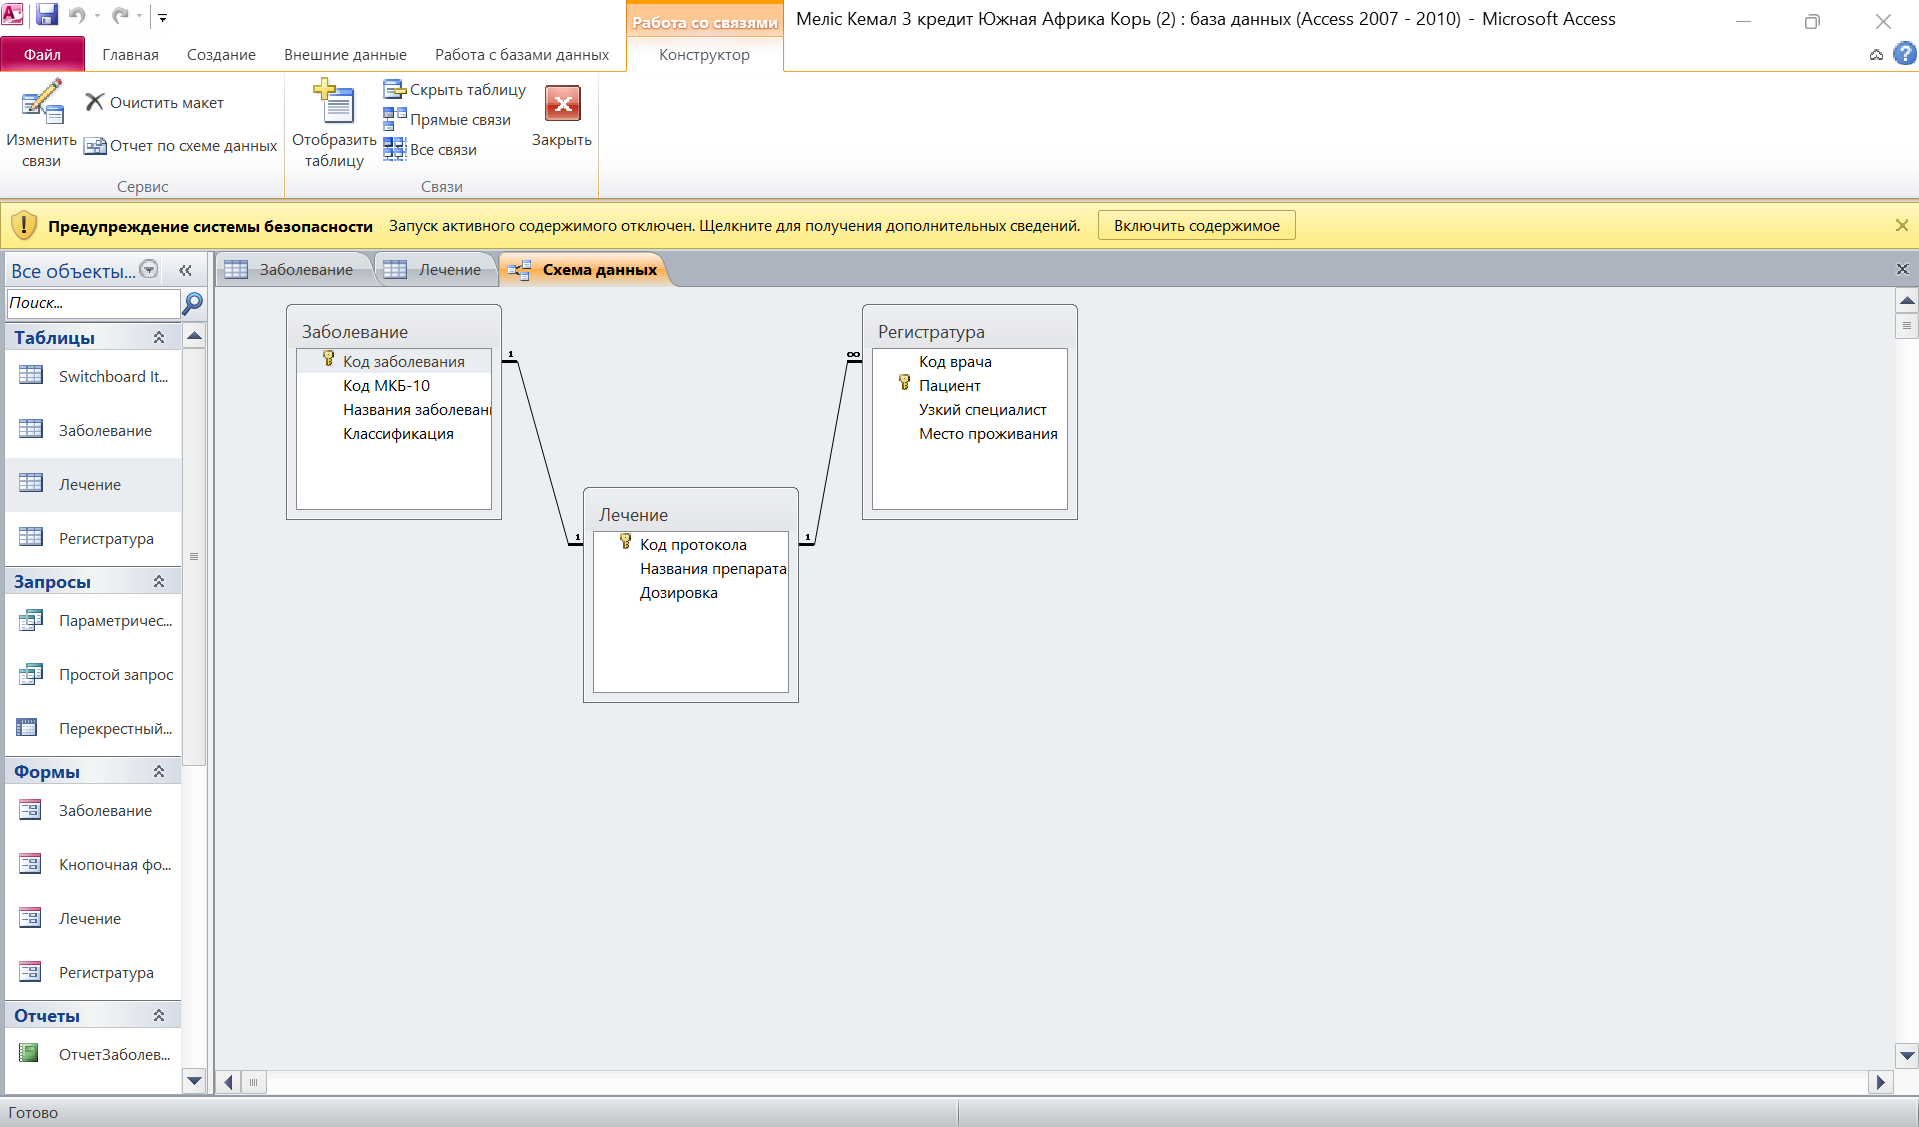 Работа со связями
Меліс Кемал 3 кредит Южная Африка Корь (2) : база данных (Access 2007 - 2010) - Microsoft Access
Файл
Главная
Создание
Внешние данные
Работа с базами данных
Конструктор
Изменить связи
Очистить макет
Отчет по схеме данных
Сервис
Отобразить таблицу
Скрыть таблицу
Прямые связи
Все связи
Связи
Закрыть
Предупреждение системы безопасности
Запуск активного содержимого отключен. Щелкните для получения дополнительных сведений.
Включить содержимое
Все объекты...
Поиск...
Таблицы
Switchboard It...
Заболевание
Лечение
Регистратура
Запросы
Параметричес...
Простой запрос
Перекрестный...
Формы
Заболевание
Кнопочная фо...
Лечение
Регистратура
Отчеты
ОтчетЗаболев...
Заболевание
Лечение
Схема данных
Заболевание
Код заболевания
Код МКБ-10
Названия заболевани
Классификация
1
1
Лечение
Код протокола
Названия препарата
Дозировка
1
∞
Регистратура
Код врача
Пациент
Узкий специалист
Место проживания
Готово